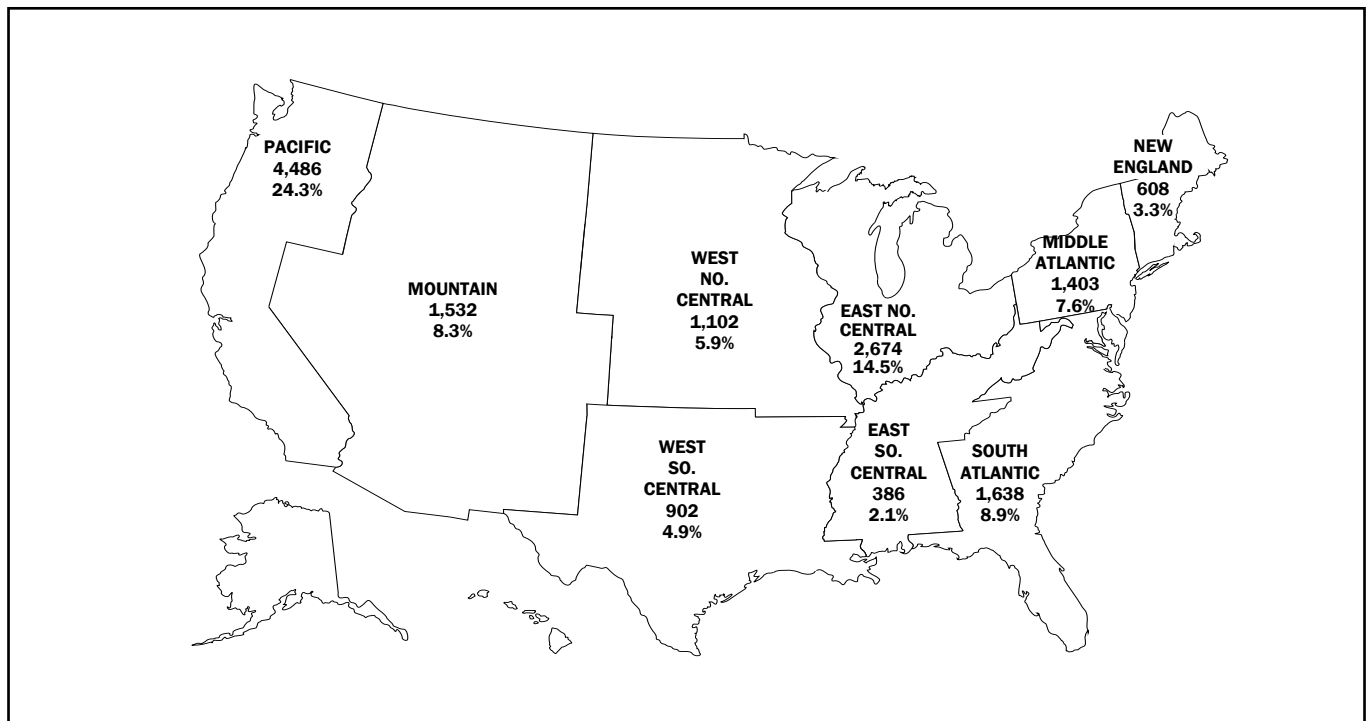 PACIFIC
4,486
24.3%
MOUNTAIN
1,532
8.3%
WEST
NO.
CENTRAL
1,102
5.9%
EAST NO.
CENTRAL
2,674
14.5%
NEW
ENGLAND
608
3.3%
MIDDLE
ATLANTIC
1,403
7.6%
WEST
SO.
CENTRAL
902
4.9%
EAST
SO.
CENTRAL
386
2.1%
SOUTH
ATLANTIC
1,638
8.9%